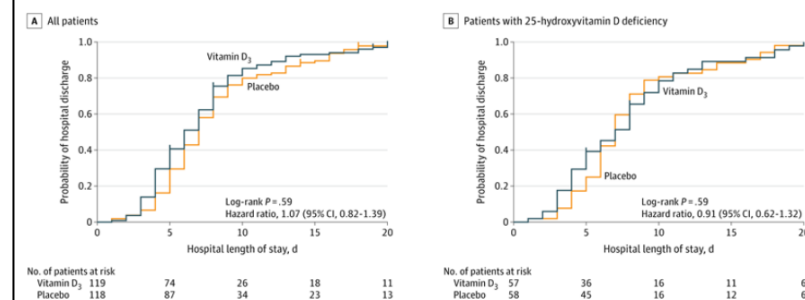 A All patients
Probability of hospital discharge
1.0
0.8
0.6
0.4
0.2
0
Vitamin D3
Placebo
Log-rank P = .59
Hazard ratio, 1.07 (95% CI, 0.82-1.39)
0 5 10 15 20
Hospital length of stay, d
No. of patients at risk
Vitamin D3 119 74 26 18 11
Placebo 118 87 34 23 13
B Patients with 25-hydroxyvitamin D deficiency
Probability of hospital discharge
1.0
0.8
0.6
0.4
0.2
0
Vitamin D3
Placebo
Log-rank P = .59
Hazard ratio, 0.91 (95% CI, 0.62-1.32)
0 5 10 15
Hospital length of stay, d
No. of patients at risk
Vitamin D3 57 36 16 11
Placebo 58 45 16 12